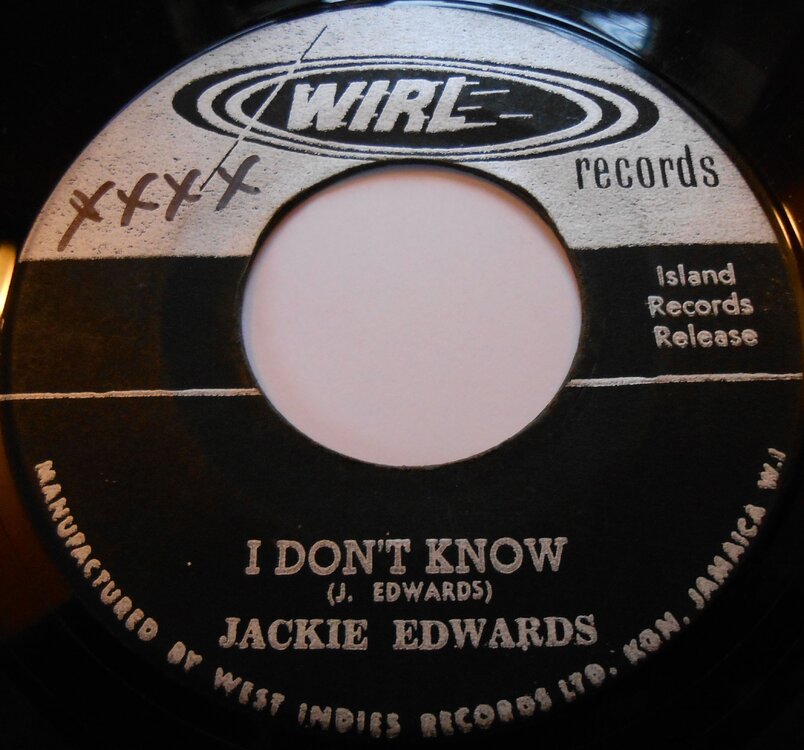 WIRL
records
xxxx
Island
Records
Release
I DON'T KNOW
(J. EDWARDS)
JACKIE EDWARDS
MANUFACTURED BY WEST INDIES RECORDS LTD. KGN. JAMAICA W.I